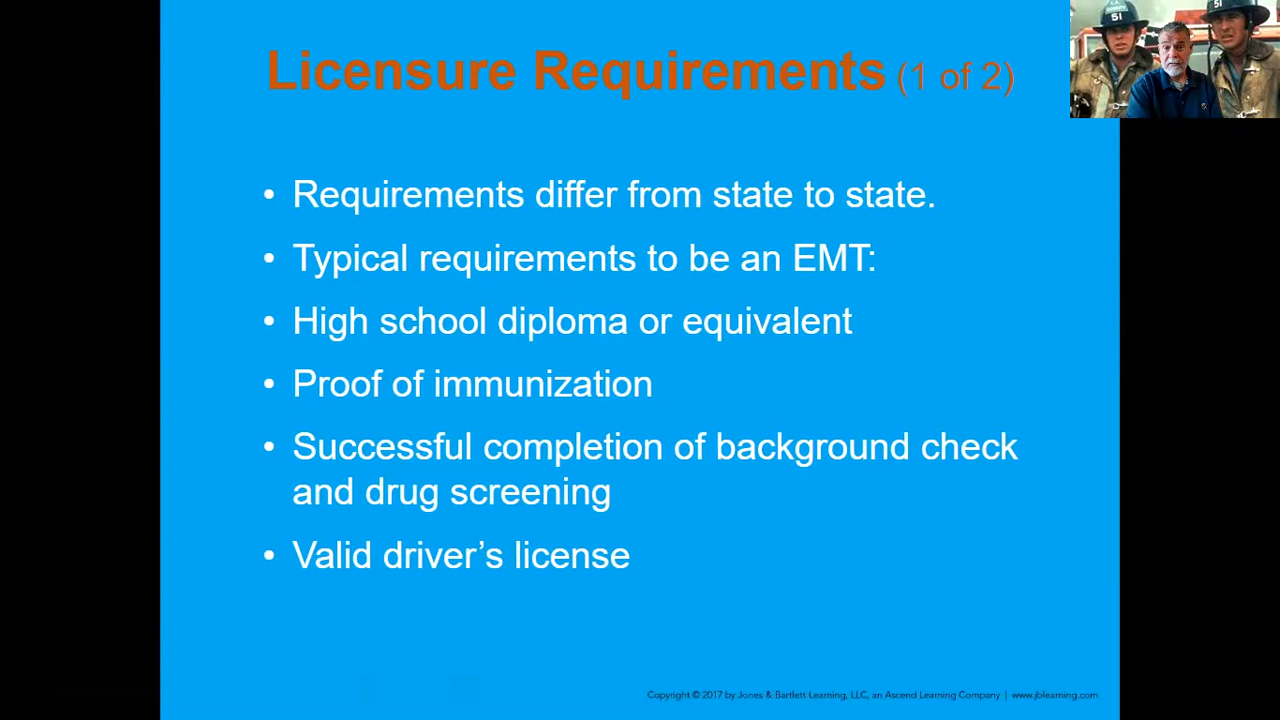 Licensure Requirements (1 of 2)
• Requirements differ from state to state.
• Typical requirements to be an EMT:
• High school diploma or equivalent
• Proof of immunization
• Successful completion of background check
and drug screening
• Valid driver’s license
Copyright © 2017 by Jones & Bartlett Learning, LLC, an Ascend Learning Company | www.jblearning.com
51
51